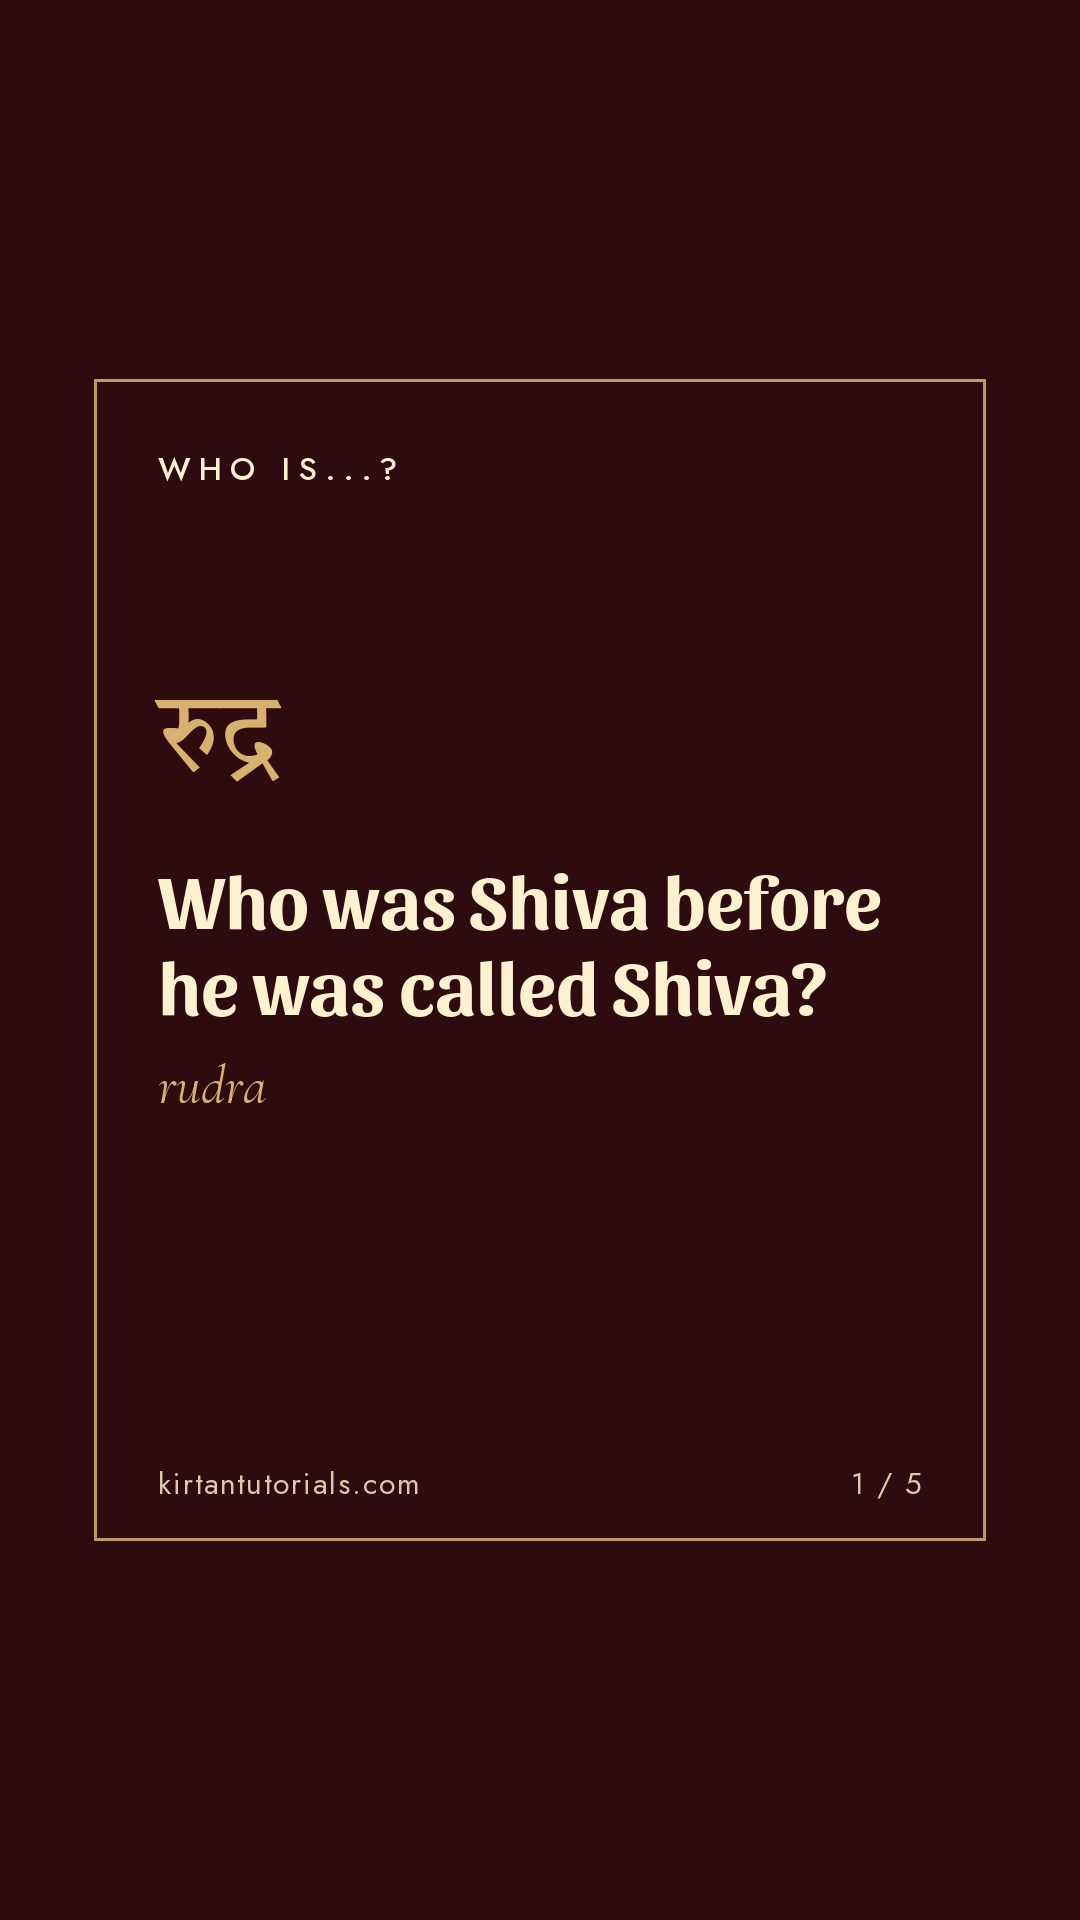 WHO IS...?
रुद्र
Who was Shiva before
he was called Shiva?
rudra
kirtantutorials.com
1 / 5